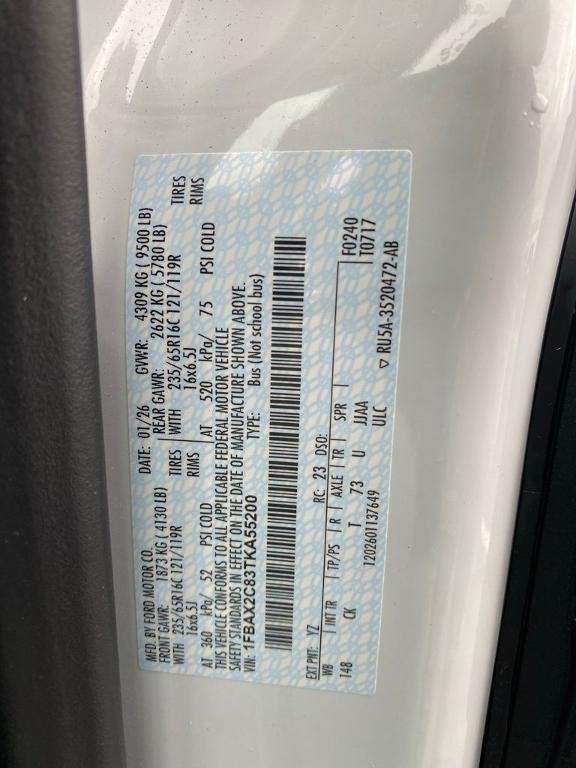 MFD. BY FORD MOTOR CO. DATE: 01/26 GVWR: 4309 KG ( 9500 LB)
FRONT GAWR: 1873 KG ( 4130 LB) REAR GAWR: 2622 KG ( 5780 LB)
WITH 235/65R16C 121/119R TIRES WITH 235/65R16C 121/119R TIRES
16x6.5J RIMS 16x6.5J RIMS
AT 360 kPa/ 52 PSI COLD AT 520 kPa/ 75 PSI COLD
THIS VEHICLE CONFORMS TO ALL APPLICABLE FEDERAL MOTOR VEHICLE
SAFETY STANDARDS IN EFFECT ON THE DATE OF MANUFACTURE SHOWN ABOVE.
VIN: 1FBAX2C83TKA55200 TYPE: Bus (Not school bus)
EXT PNT: YZ RC: 23 DSO: F0240
WB INT TR TP/PS R AXLE TR SPR T0717
148 CK T 73 U JJAA
ULC
1202601137649
▽ RU5A-3520472-AB